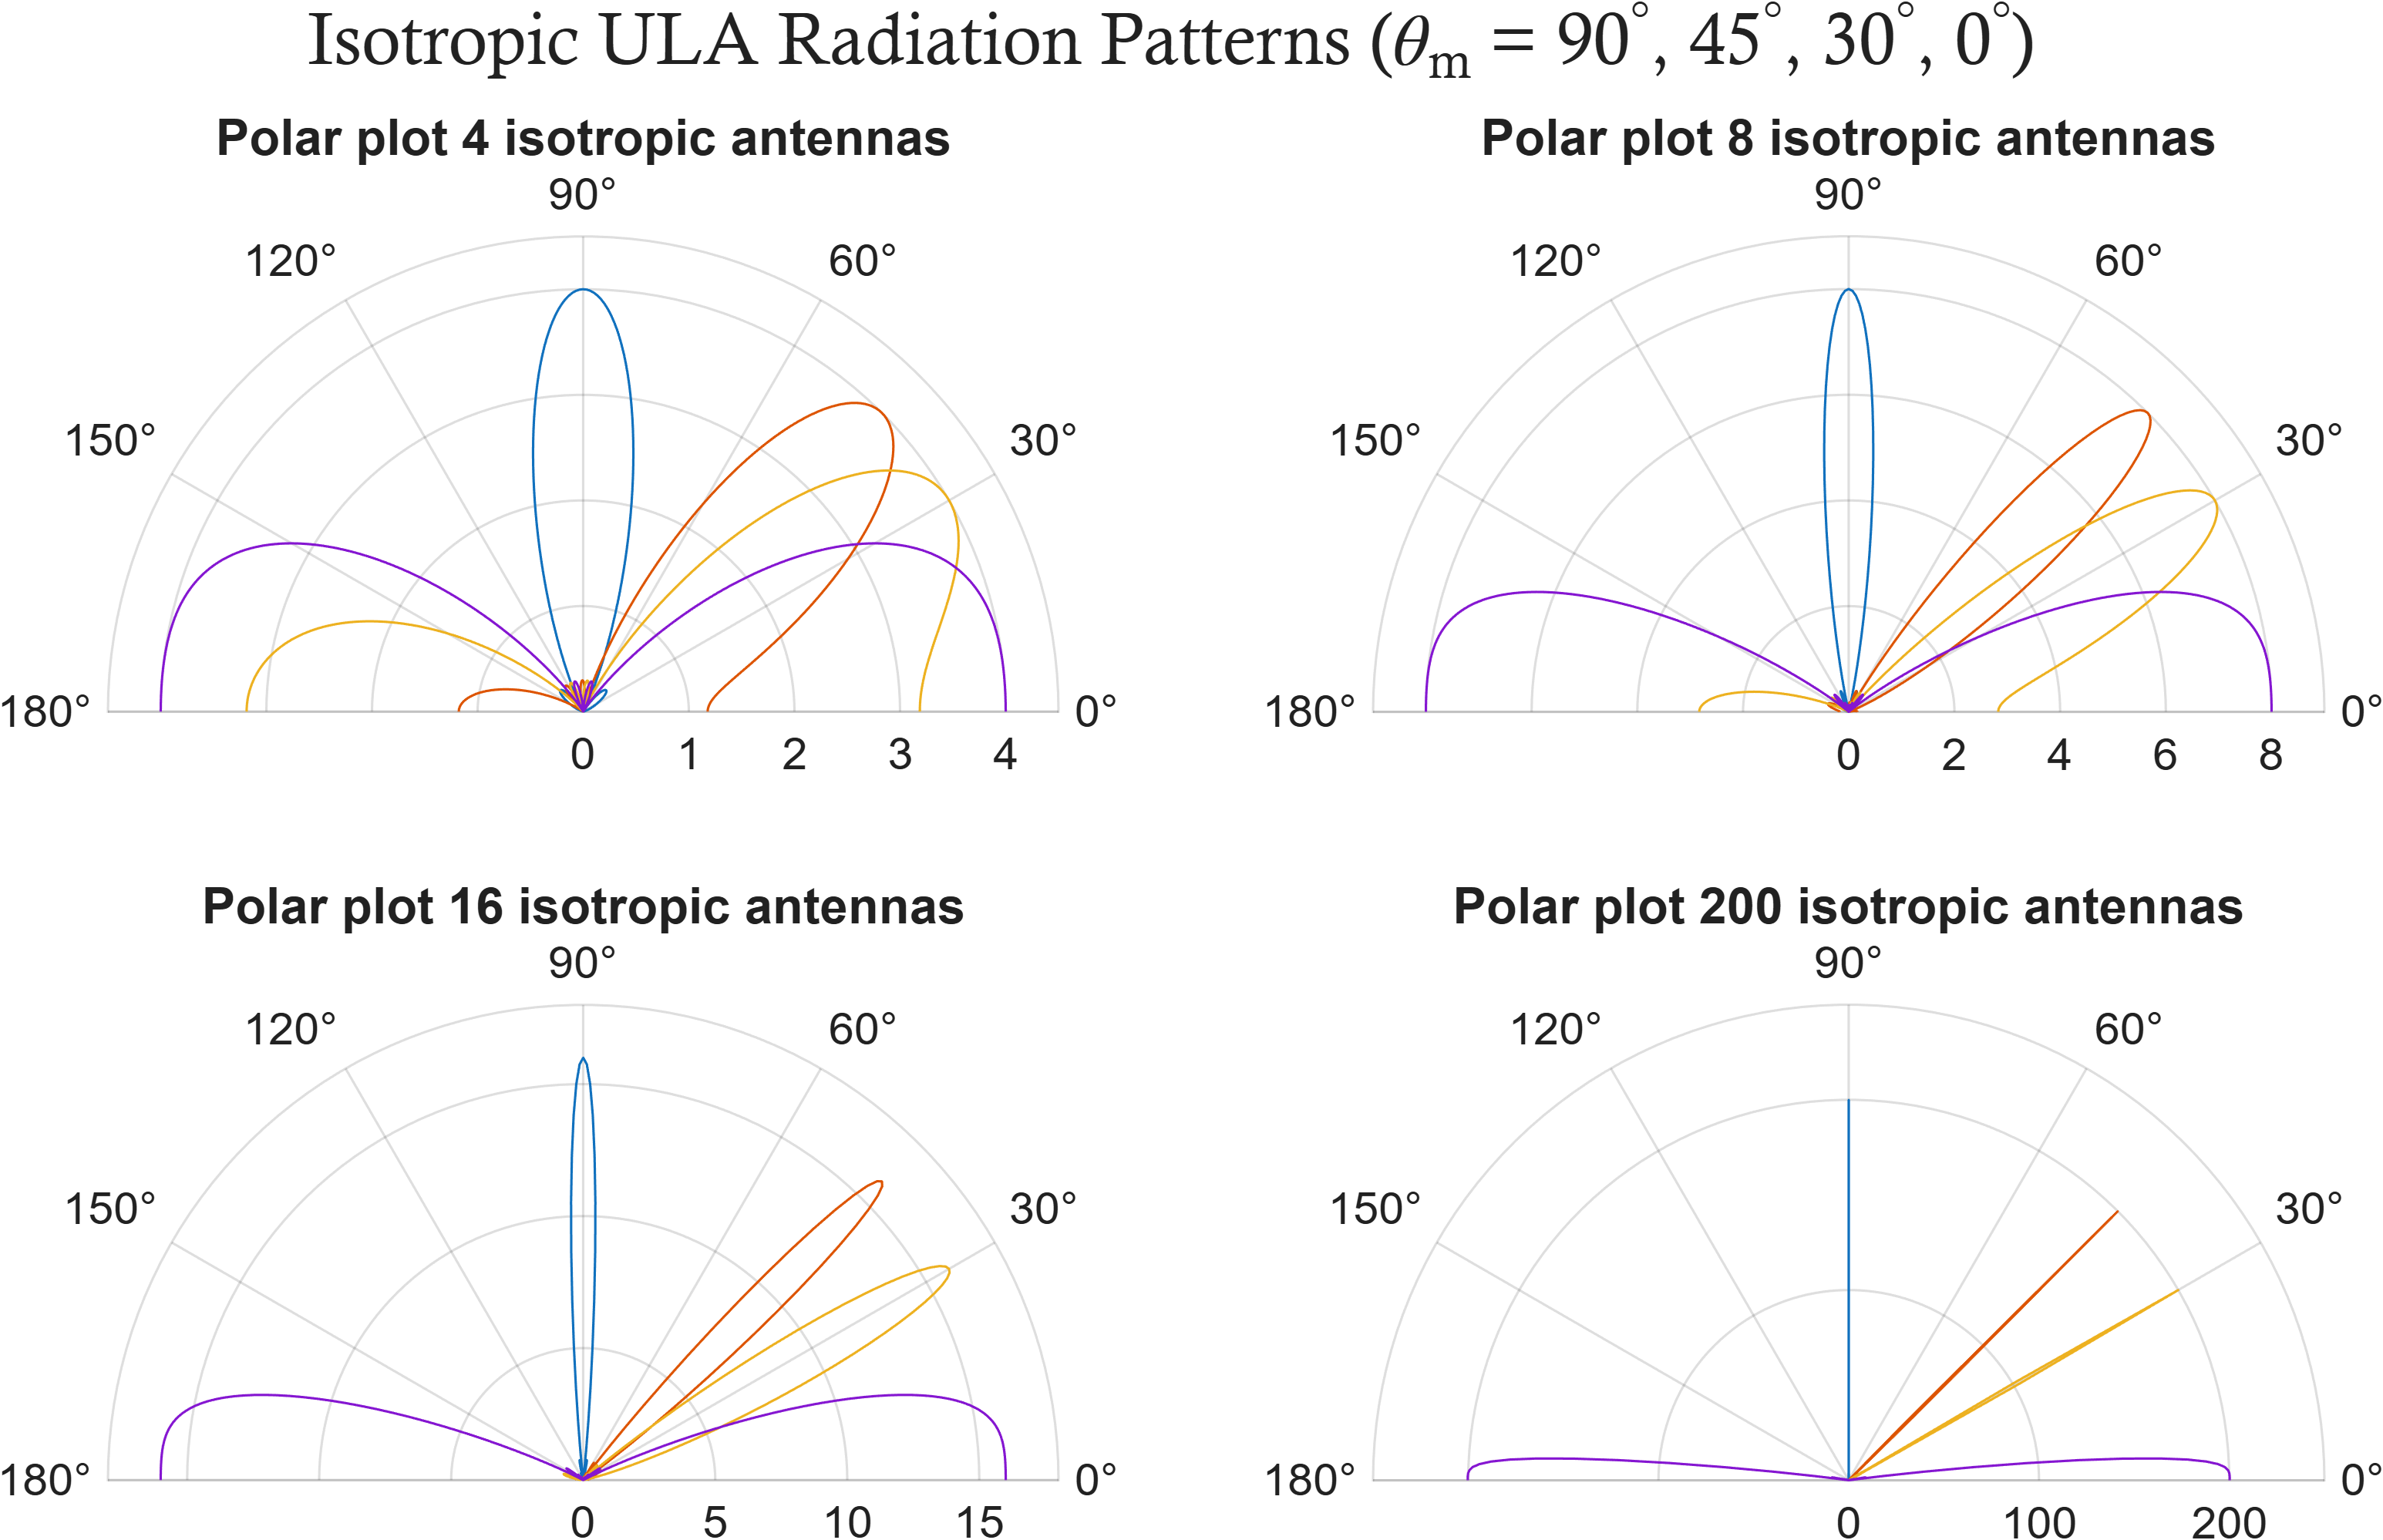 Isotropic ULA Radiation Patterns (θm = 90°, 45°, 30°, 0°)
Polar plot 4 isotropic antennas
90°
120° 60°
150° 30°
180° 0°
0 1 2 3 4
Polar plot 8 isotropic antennas
90°
120° 60°
150° 30°
180° 0°
0 2 4 6 8
Polar plot 16 isotropic antennas
90°
120° 60°
150° 30°
180° 0°
0 5 10 15
Polar plot 200 isotropic antennas
90°
120° 60°
150° 30°
180° 0°
0 100 200